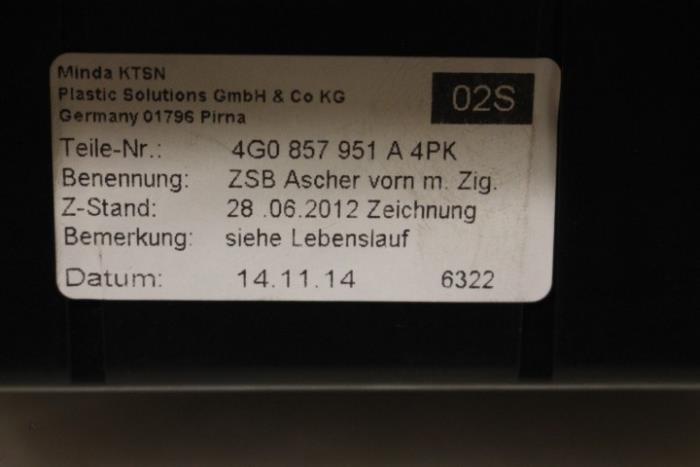 Minda KTSN
Plastic Solutions GmbH & Co KG
Germany 01796 Pirna
02S
Teile-Nr.: 4G0 857 951 A 4PK
Benennung: ZSB Ascher vorn m. Zig.
Z-Stand: 28 .06.2012 Zeichnung
Bemerkung: siehe Lebenslauf
Datum: 14.11.14 6322